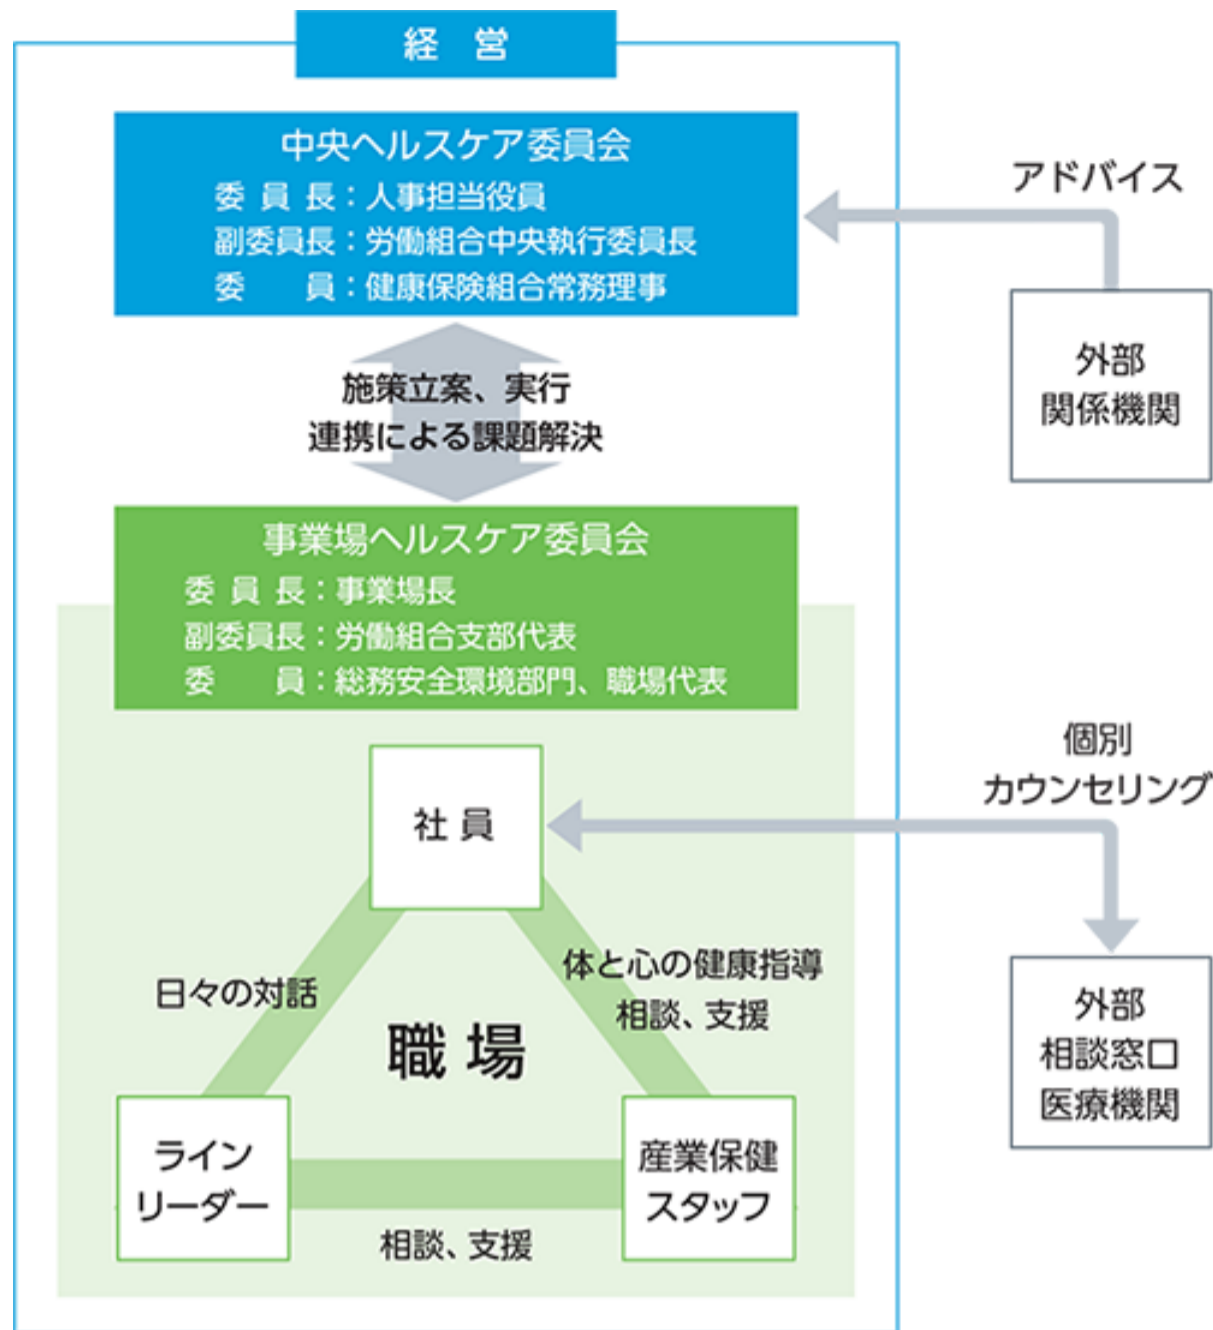 経 営
中央ヘルスケア委員会
委 員 長：人事担当役員
副委員長：労働組合中央執行委員長
委　　員：健康保険組合常務理事
アドバイス
外部
関係機関
施策立案、実行
連携による課題解決
事業場ヘルスケア委員会
委 員 長：事業場長
副委員長：労働組合支部代表
委　　員：総務安全環境部門、職場代表
個別
カウンセリング
社 員
日々の対話
体と心の健康指導
相談、支援
職 場
外部
相談窓口
医療機関
ライン
リーダー
産業保健
スタッフ
相談、支援